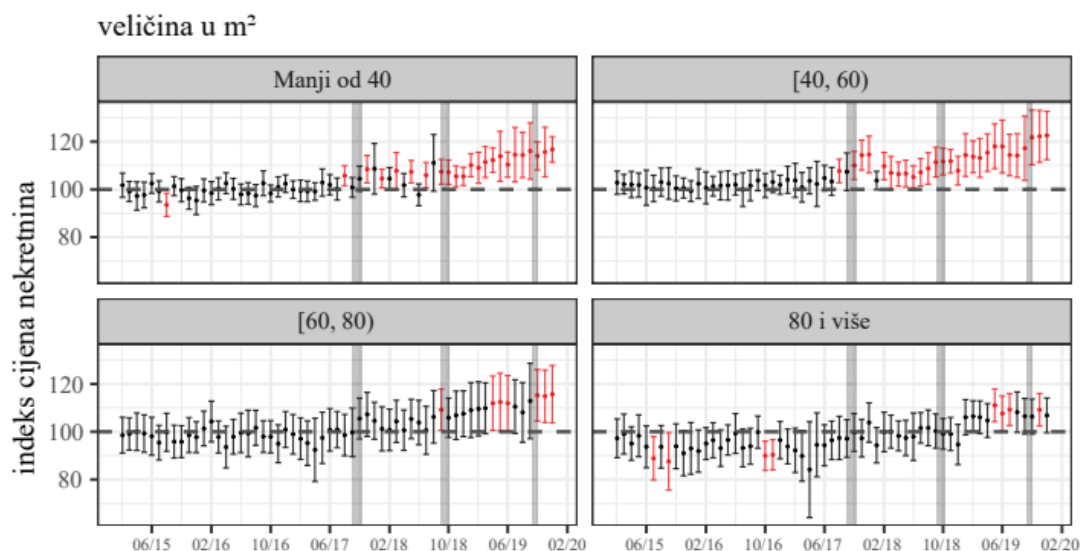 veličina u m²
Manji od 40
[40, 60)
120
100
80
[60, 80)
80 i više
120
100
80
indeks cijena nekretnina
06/15 02/16 10/16 06/17 02/18 10/18 06/19 02/20
06/15 02/16 10/16 06/17 02/18 10/18 06/19 02/20